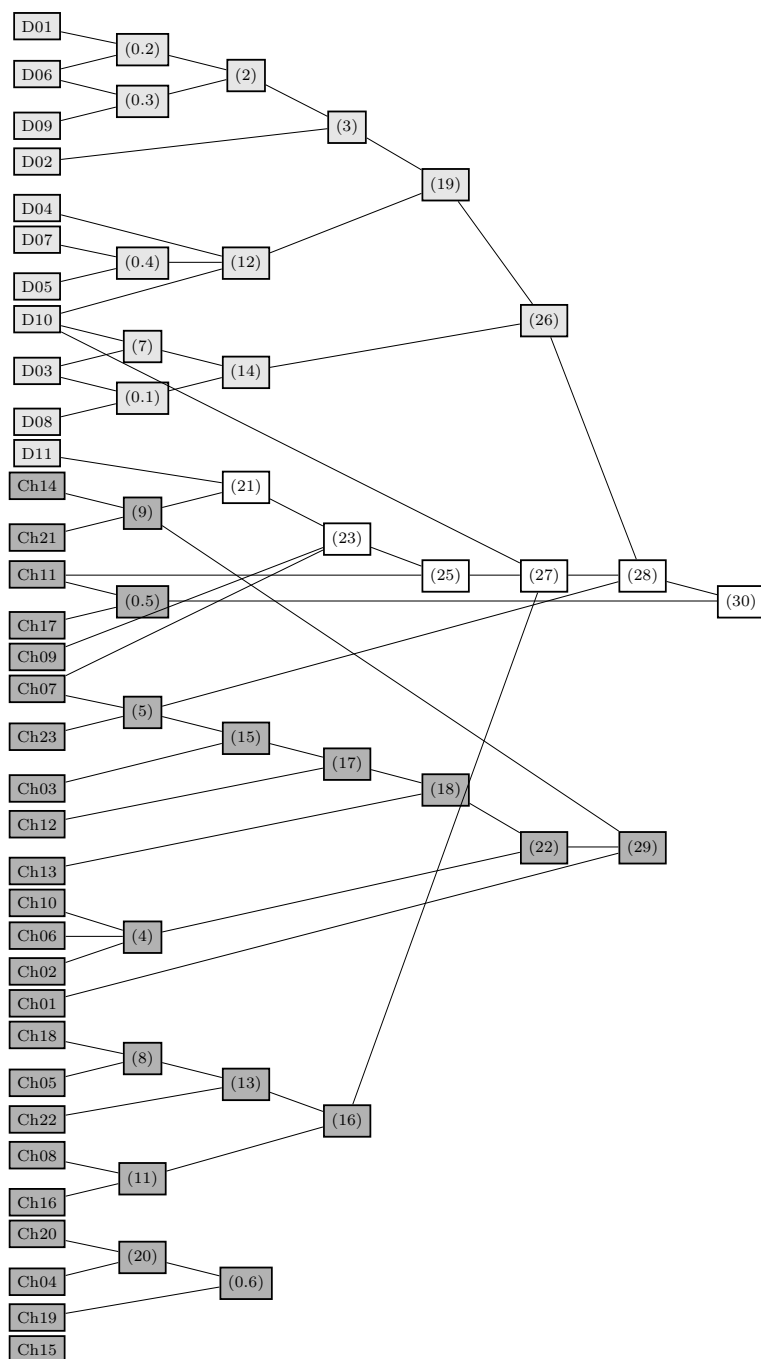 D01
(0.2)
D06
(2)
(0.3)
D09
(3)
D02
(19)
D04
D07
(0.4)
(12)
D05
D10
(26)
(7)
D03
(14)
(0.1)
D08
D11
Ch14
(21)
(9)
Ch21
(23)
Ch11
(25)
(27)
(28)
(0.5)
(30)
Ch17
Ch09
Ch07
(5)
Ch23
(15)
(17)
Ch03
(18)
Ch12
(22)
(29)
Ch13
Ch10
Ch06
(4)
Ch02
Ch01
Ch18
(8)
Ch05
(13)
Ch22
(16)
Ch08
(11)
Ch16
Ch20
(20)
Ch04
(0.6)
Ch19
Ch15